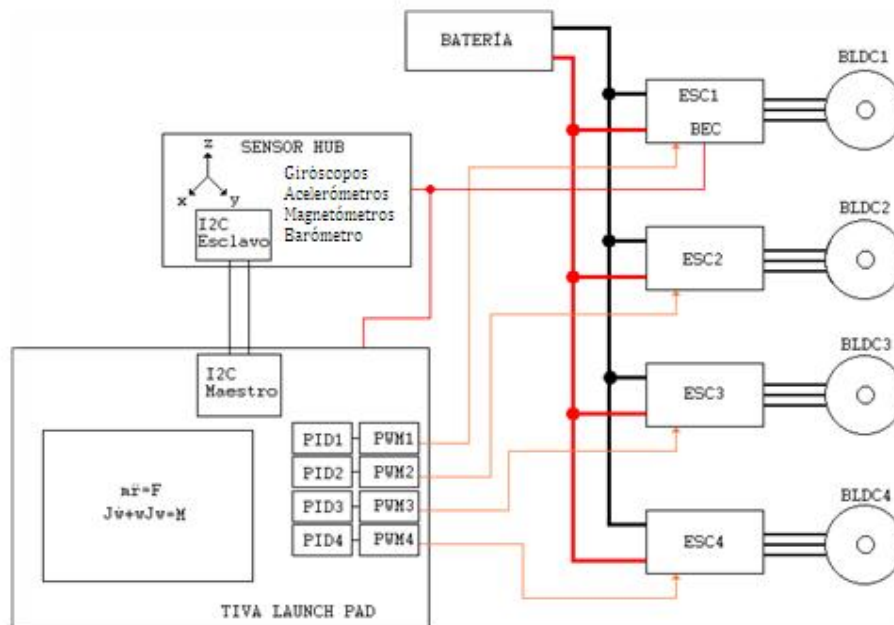 BATERÍA
BLDC1
ESC1
BEC
SENSOR HUB
z
x
y
Giróscopos
Acelerómetros
Magnetómetros
Barómetro
I2C
Esclavo
BLDC2
ESC2
BLDC3
ESC3
I2C
Maestro
PID1
PWM1
PID2
PWM2
PID3
PWM3
PID4
PWM4
mr̈=F
Jẇ+wJw=M
BLDC4
ESC4
TIVA LAUNCH PAD